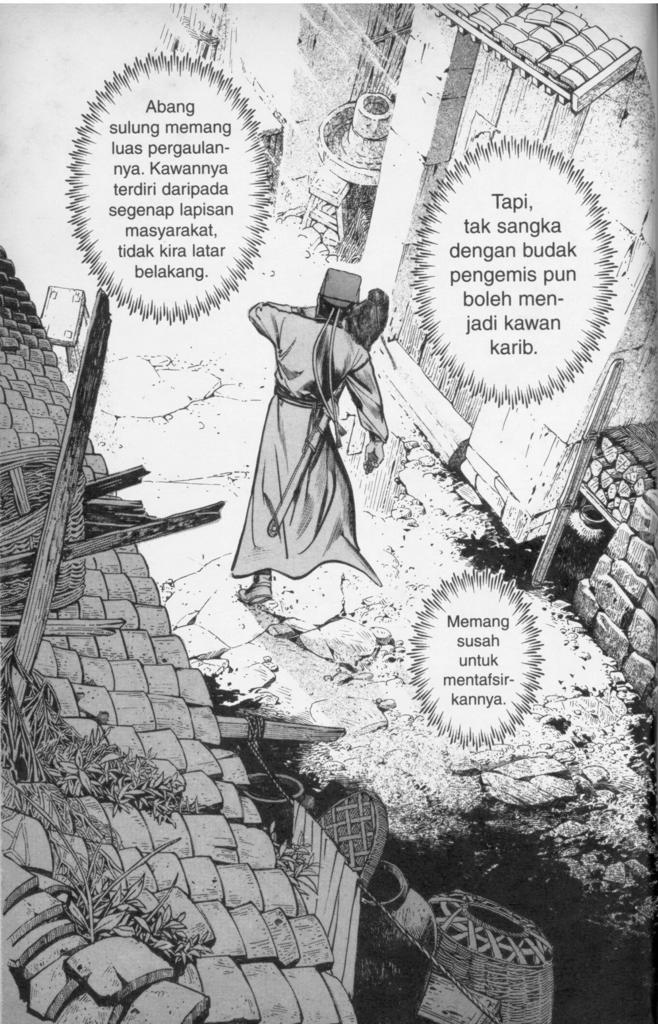 Abang
sulung memang
luas pergaulan-
nya. Kawannya
terdiri daripada
segenap lapisan
masyarakat,
tidak kira latar
belakang.
Tapi,
tak sangka
dengan budak
pengemis pun
boleh men-
jadi kawan
karib.
Memang
susah
untuk
mentafsir-
kannya.